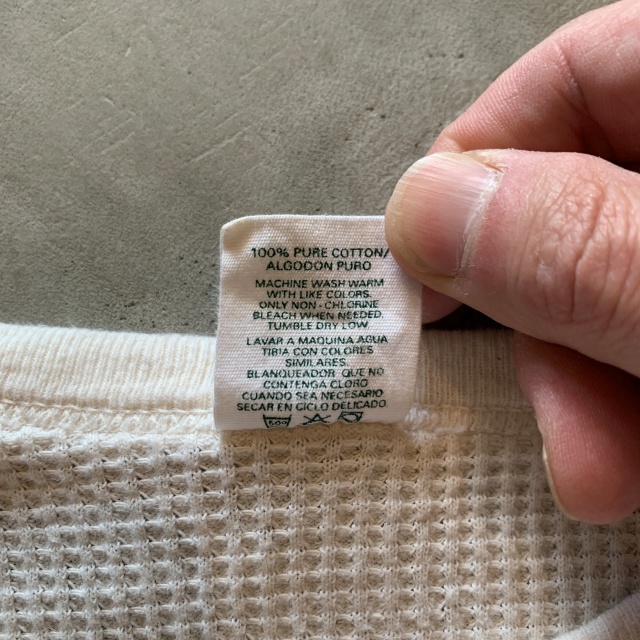 100% PURE COTTON/
ALGODON PURO
MACHINE WASH WARM
WITH LIKE COLORS.
ONLY NON-CHLORINE
BLEACH WHEN NEEDED.
TUMBLE DRY LOW
LAVAR A MAQUINA AGUA
TIBIA CON COLORES
SIMILARES.
BLANQUEADOR QUE NO
CONTENGA CLORO
CUANDO SEA NECESARIO
SECAR EN CICLO DELICADO.